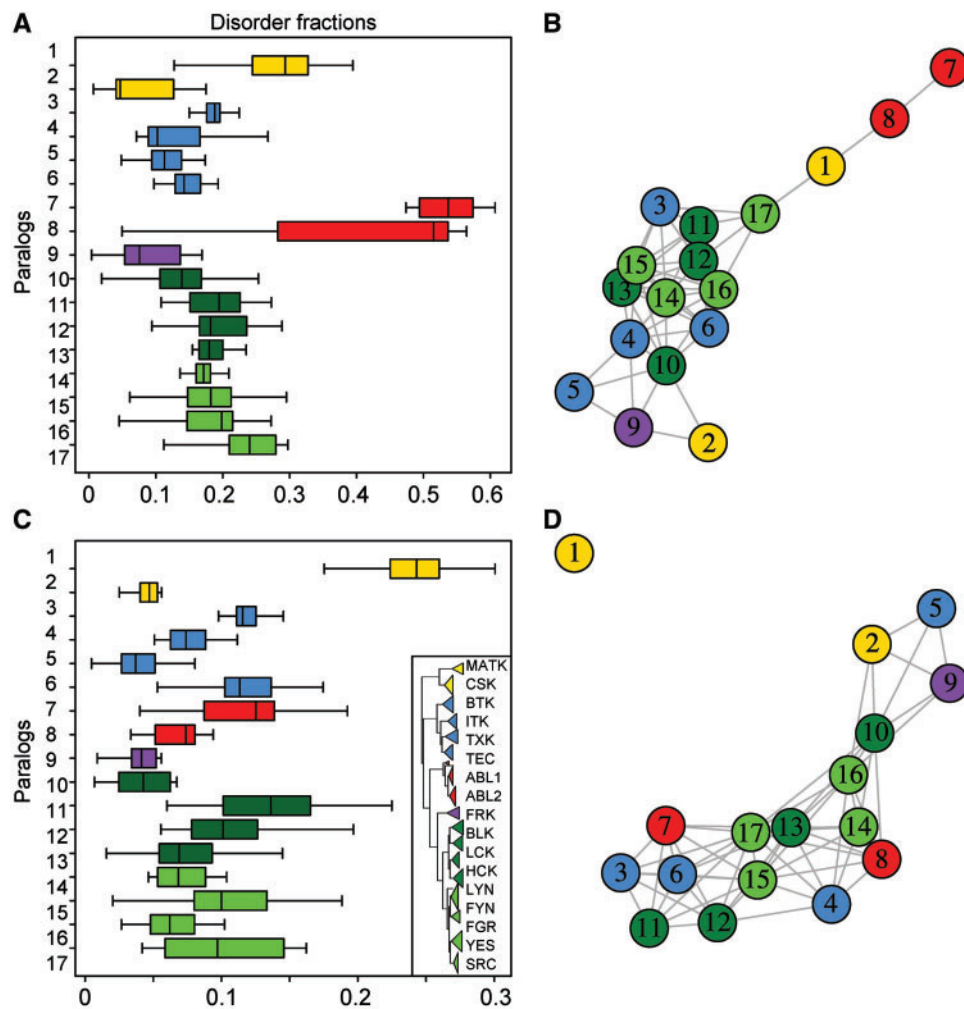 A
Disorder fractions
Paralogs
1
2
3
4
5
6
7
8
9
10
11
12
13
14
15
16
17
0 0.1 0.2 0.3 0.4 0.5 0.6
B
7
8
1
17
3
11
12
15
13
14
16
4
6
10
5
9
2
C
Paralogs
1
2
3
4
5
6
7
8
9
10
11
12
13
14
15
16
17
0 0.1 0.2 0.3
MATK
CSK
BTK
ITK
TXK
TEC
ABL1
ABL2
FRK
BLK
LCK
HCK
LYN
FYN
FGR
YES
SRC
D
1
5
2
9
10
16
7
17
13
14
8
3
6
15
4
11
12